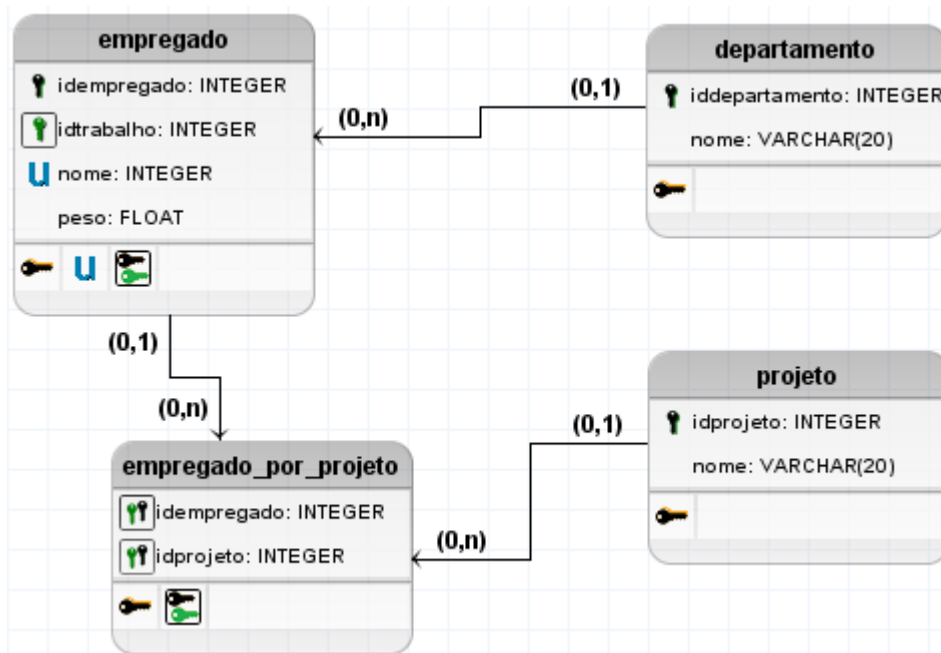 empregado
idempregado: INTEGER
idtrabalho: INTEGER
U nome: INTEGER
peso: FLOAT
U
(0,n)
(0,1)
departamento
iddepartamento: INTEGER
nome: VARCHAR(20)
(0,1)
(0,n)
empregado_por_projeto
idempregado: INTEGER
idprojeto: INTEGER
(0,n)
(0,1)
projeto
idprojeto: INTEGER
nome: VARCHAR(20)